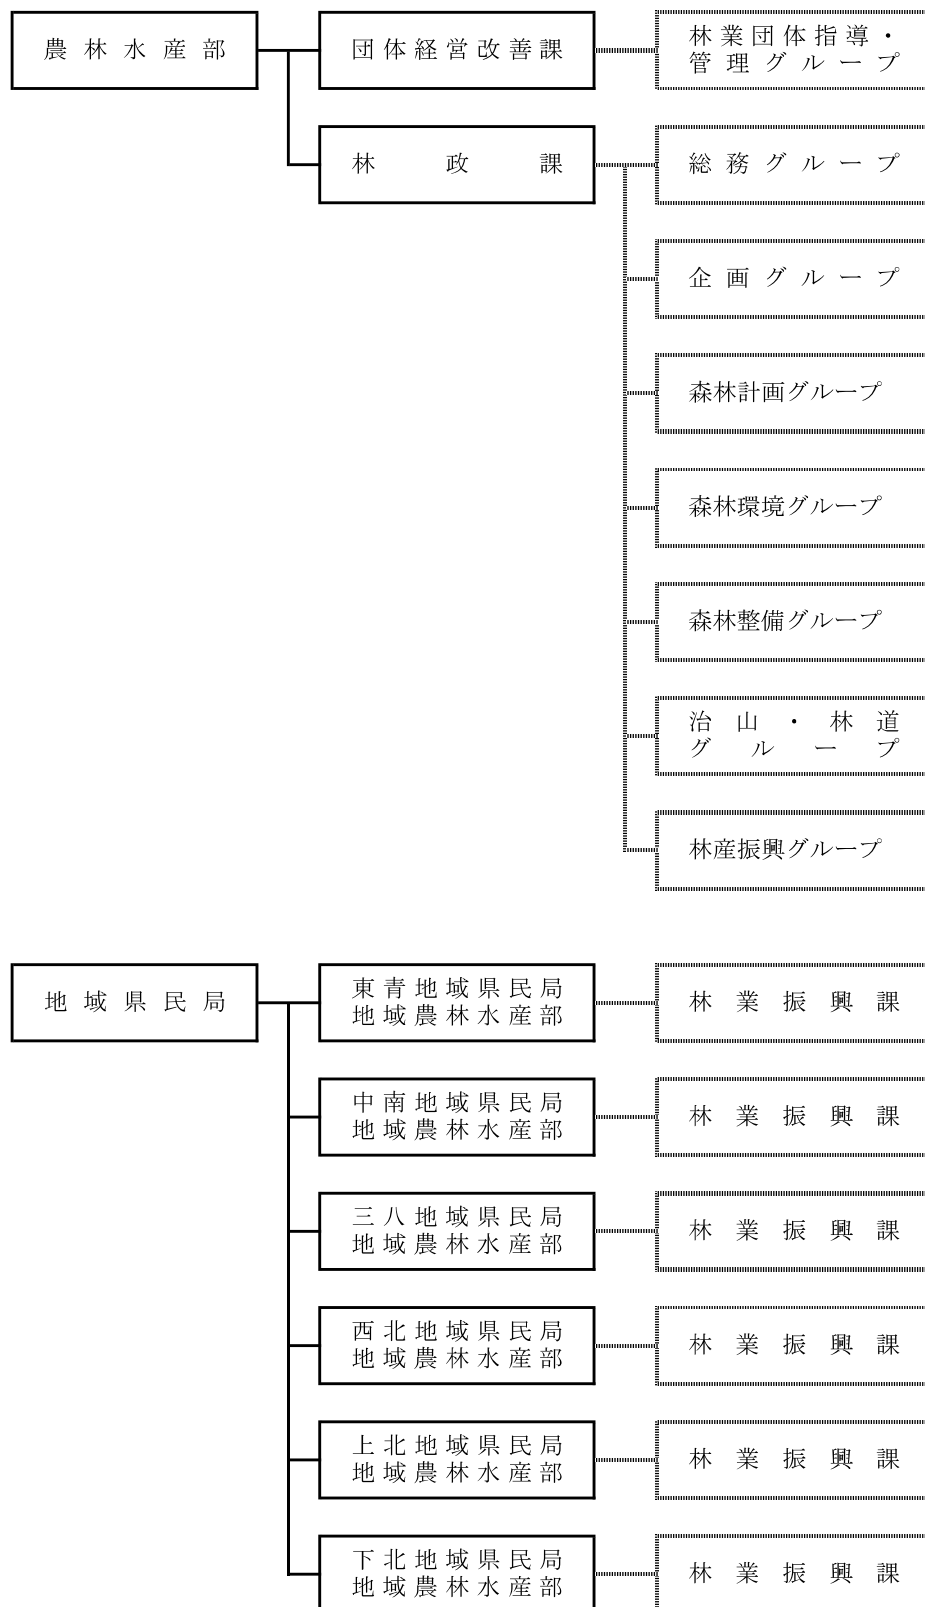 農林水産部
団体経営改善課
林業団体指導・
管理グループ
林政課
総務グループ
企画グループ
森林計画グループ
森林環境グループ
森林整備グループ
治山・林道
グループ
林産振興グループ
地域県民局
東青地域県民局
地域農林水産部
林業振興課
中南地域県民局
地域農林水産部
林業振興課
三八地域県民局
地域農林水産部
林業振興課
西北地域県民局
地域農林水産部
林業振興課
上北地域県民局
地域農林水産部
林業振興課
下北地域県民局
地域農林水産部
林業振興課